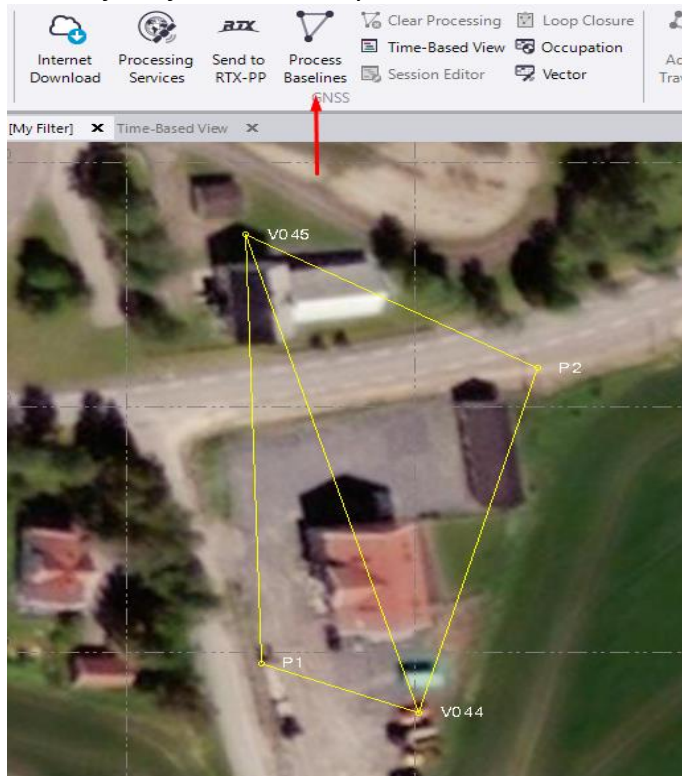 Internet Download
Processing Services
RTX
Send to RTX-PP
Process Baselines
Clear Processing
Time-Based View
Session Editor
Loop Closure
Occupation
Vector
GNSS
[My Filter]
Time-Based View
V045
P2
P1
V044